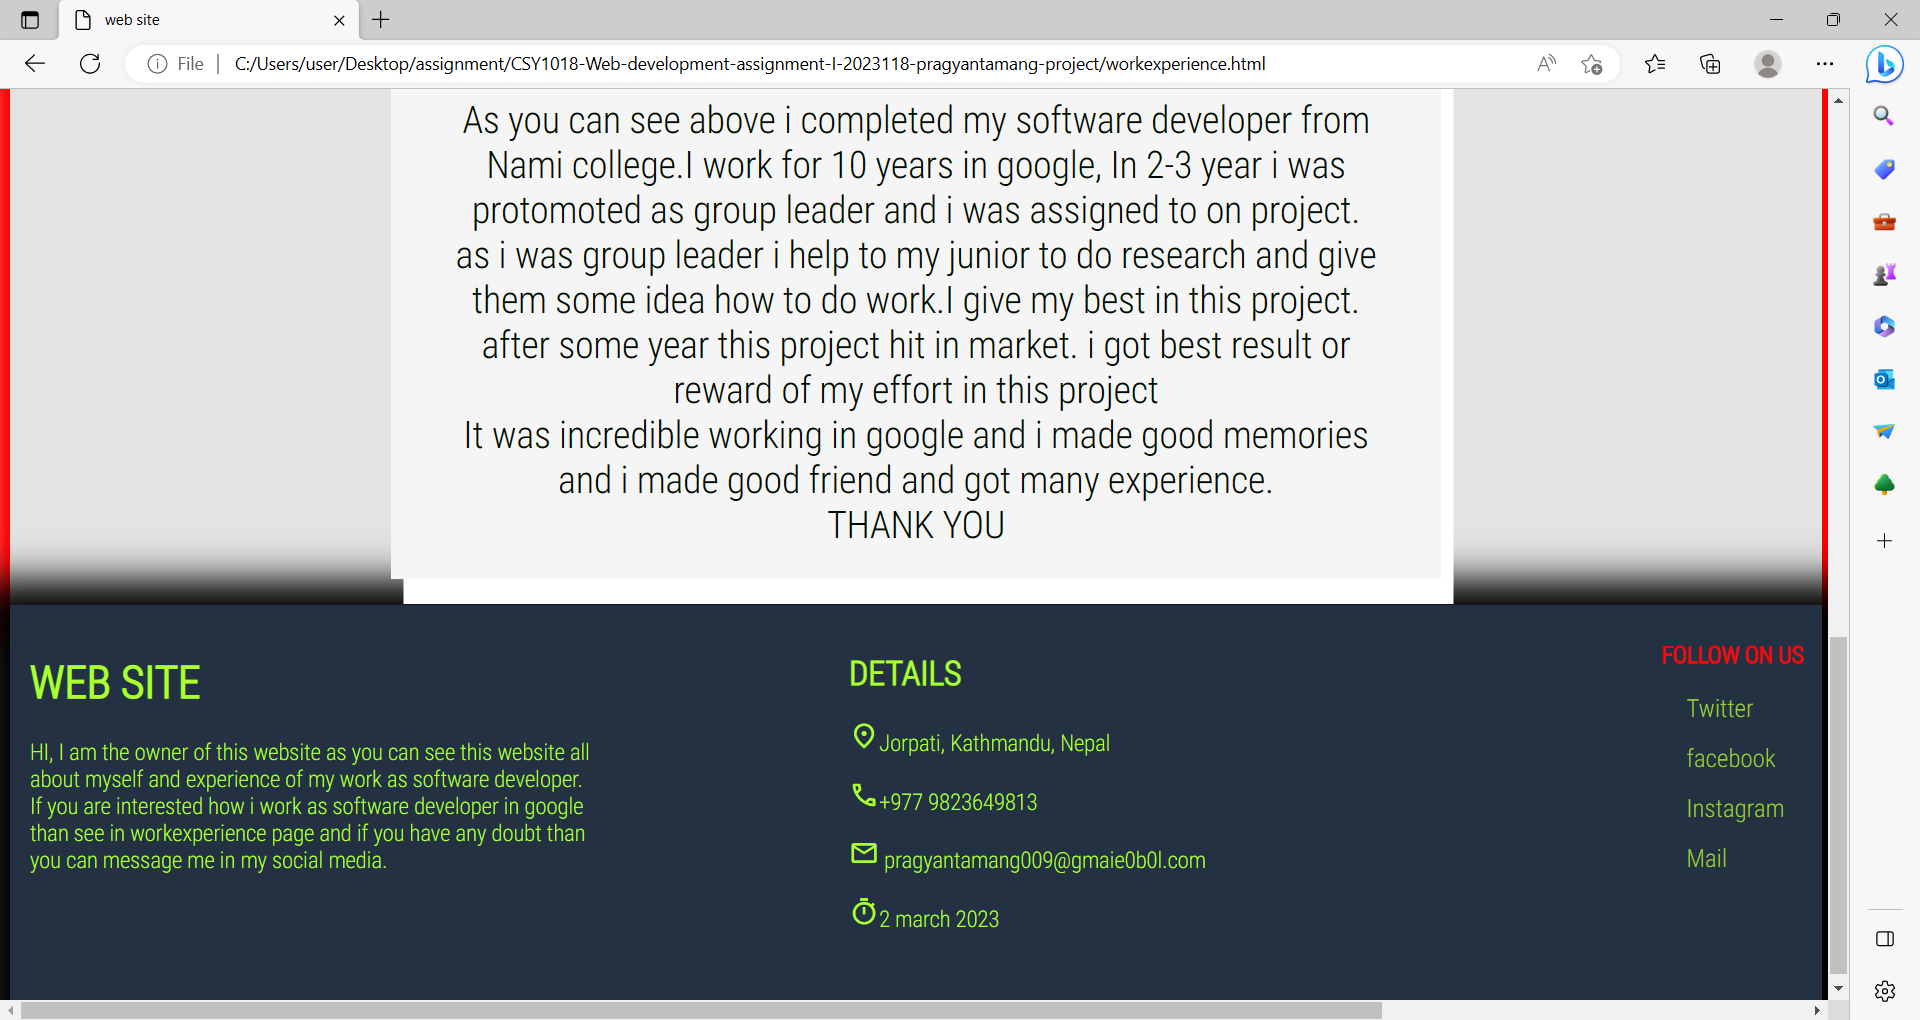 web site
File
C:/Users/user/Desktop/assignment/CSY1018-Web-development-assignment-I-2023118-pragyantamang-project/workexperience.html
As you can see above i completed my software developer from
Nami college.I work for 10 years in google, In 2-3 year i was
protomoted as group leader and i was assigned to on project.
as i was group leader i help to my junior to do research and give
them some idea how to do work.I give my best in this project.
after some year this project hit in market. i got best result or
reward of my effort in this project
It was incredible working in google and i made good memories
and i made good friend and got many experience.
THANK YOU
WEB SITE
HI, I am the owner of this website as you can see this website all
about myself and experience of my work as software developer.
If you are interested how i work as software developer in google
than see in workexperience page and if you have any doubt than
you can message me in my social media.
DETAILS
Jorpati, Kathmandu, Nepal
+977 9823649813
pragyantamang009@gmaie0b0l.com
2 march 2023
FOLLOW ON US
Twitter
facebook
Instagram
Mail